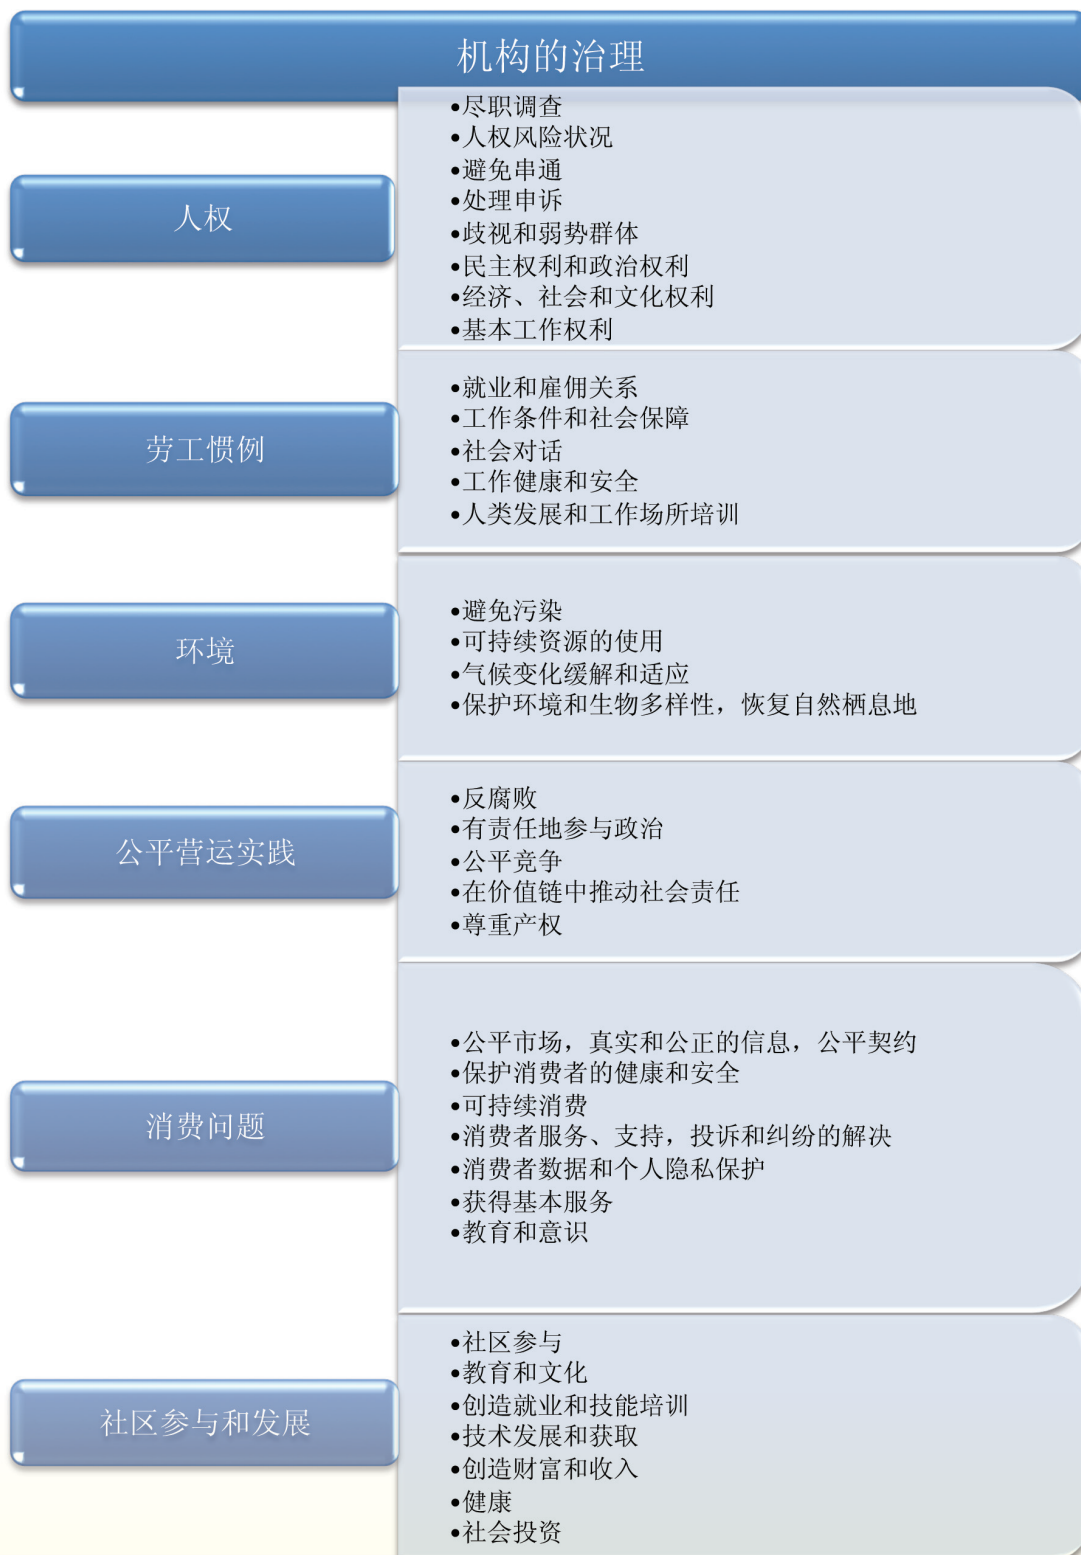 机构的治理
人权
•尽职调查
•人权风险状况
•避免串通
•处理申诉
•歧视和弱势群体
•民主权利和政治权利
•经济、社会和文化权利
•基本工作权利
劳工惯例
•就业和雇佣关系
•工作条件和社会保障
•社会对话
•工作健康和安全
•人类发展和工作场所培训
环境
•避免污染
•可持续资源的使用
•气候变化缓解和适应
•保护环境和生物多样性，恢复自然栖息地
公平营运实践
•反腐败
•有责任地参与政治
•公平竞争
•在价值链中推动社会责任
•尊重产权
消费问题
•公平市场，真实和公正的信息，公平契约
•保护消费者的健康和安全
•可持续消费
•消费者服务、支持，投诉和纠纷的解决
•消费者数据和个人隐私保护
•获得基本服务
•教育和意识
社区参与和发展
•社区参与
•教育和文化
•创造就业和技能培训
•技术发展和获取
•创造财富和收入
•健康
•社会投资